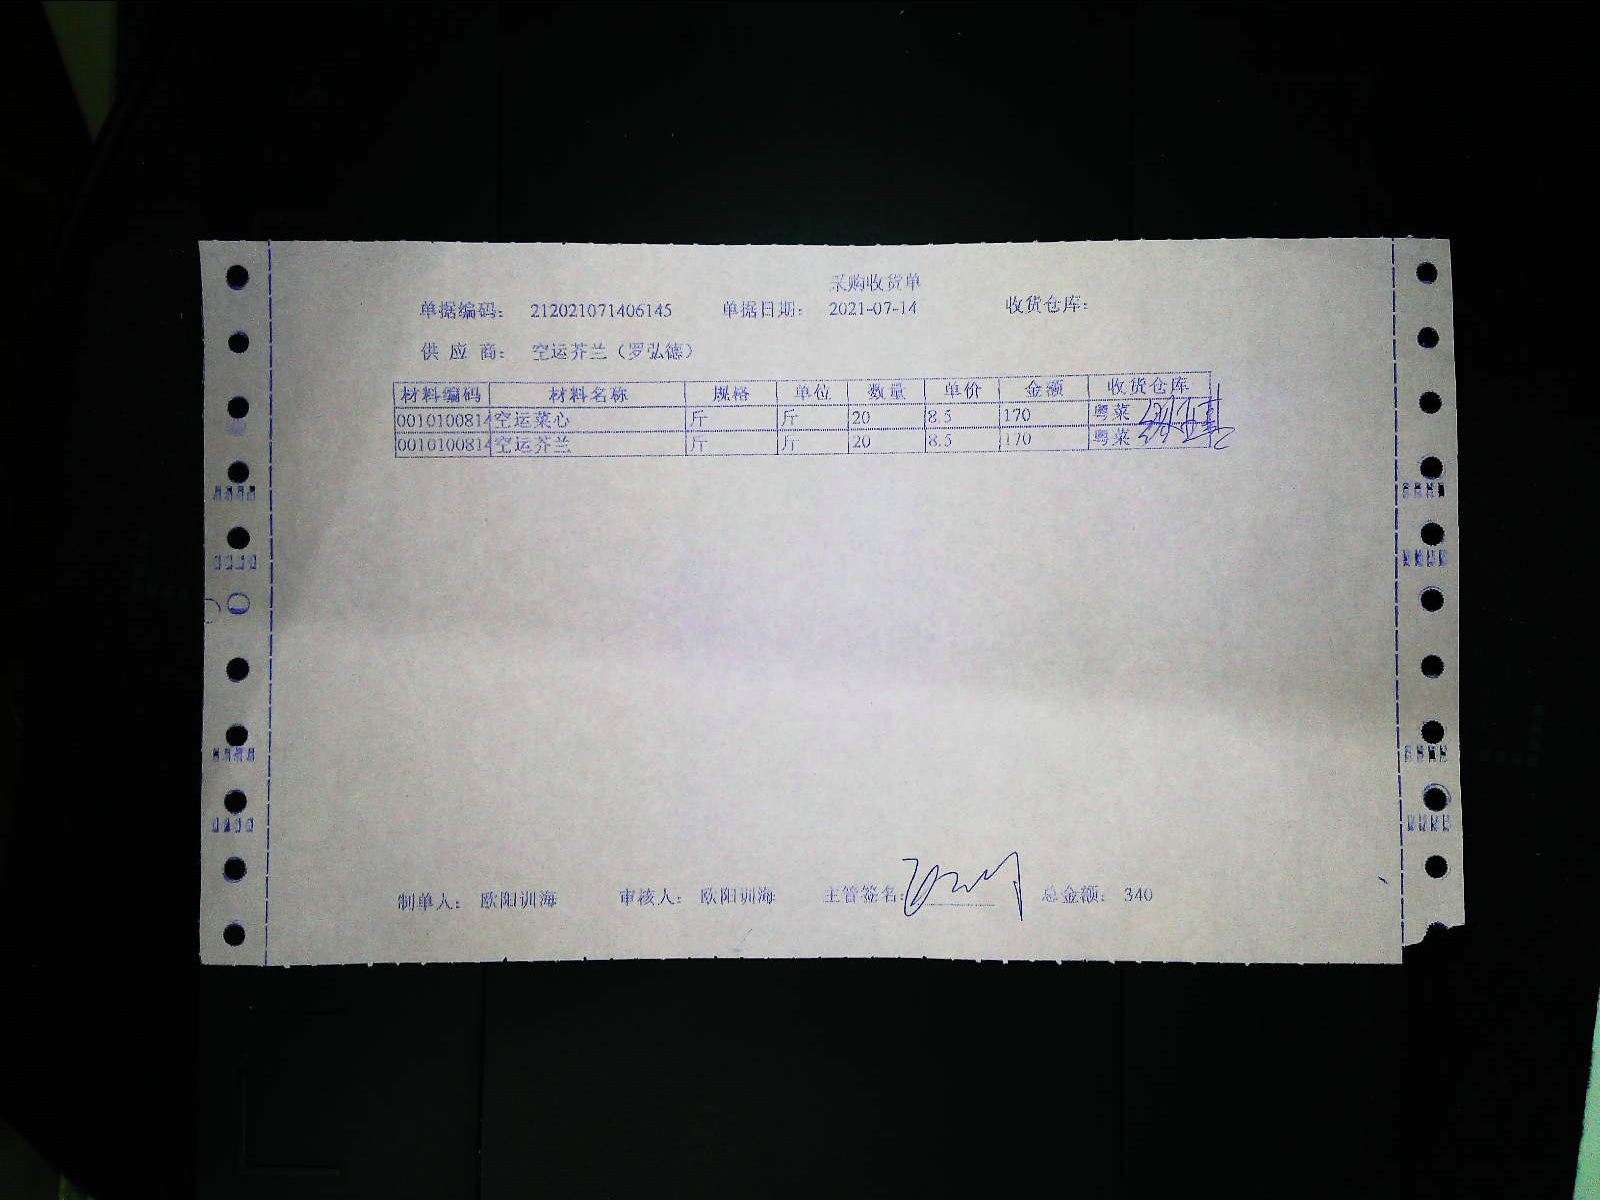 采购收货单
单据编码： 212021071406145 单据日期： 2021-07-14 收货仓库：
供 应 商： 空运芥兰（罗弘德）
材料编码 材料名称 规格 单位 数量 单价 金额 收货仓库
0010100814 空运菜心 斤 斤 20 8.5 170 粤菜
0010100814 空运芥兰 斤 斤 20 8.5 170 粤菜
制单人： 欧阳训海 审核人： 欧阳训海 主管签名： 总金额： 340